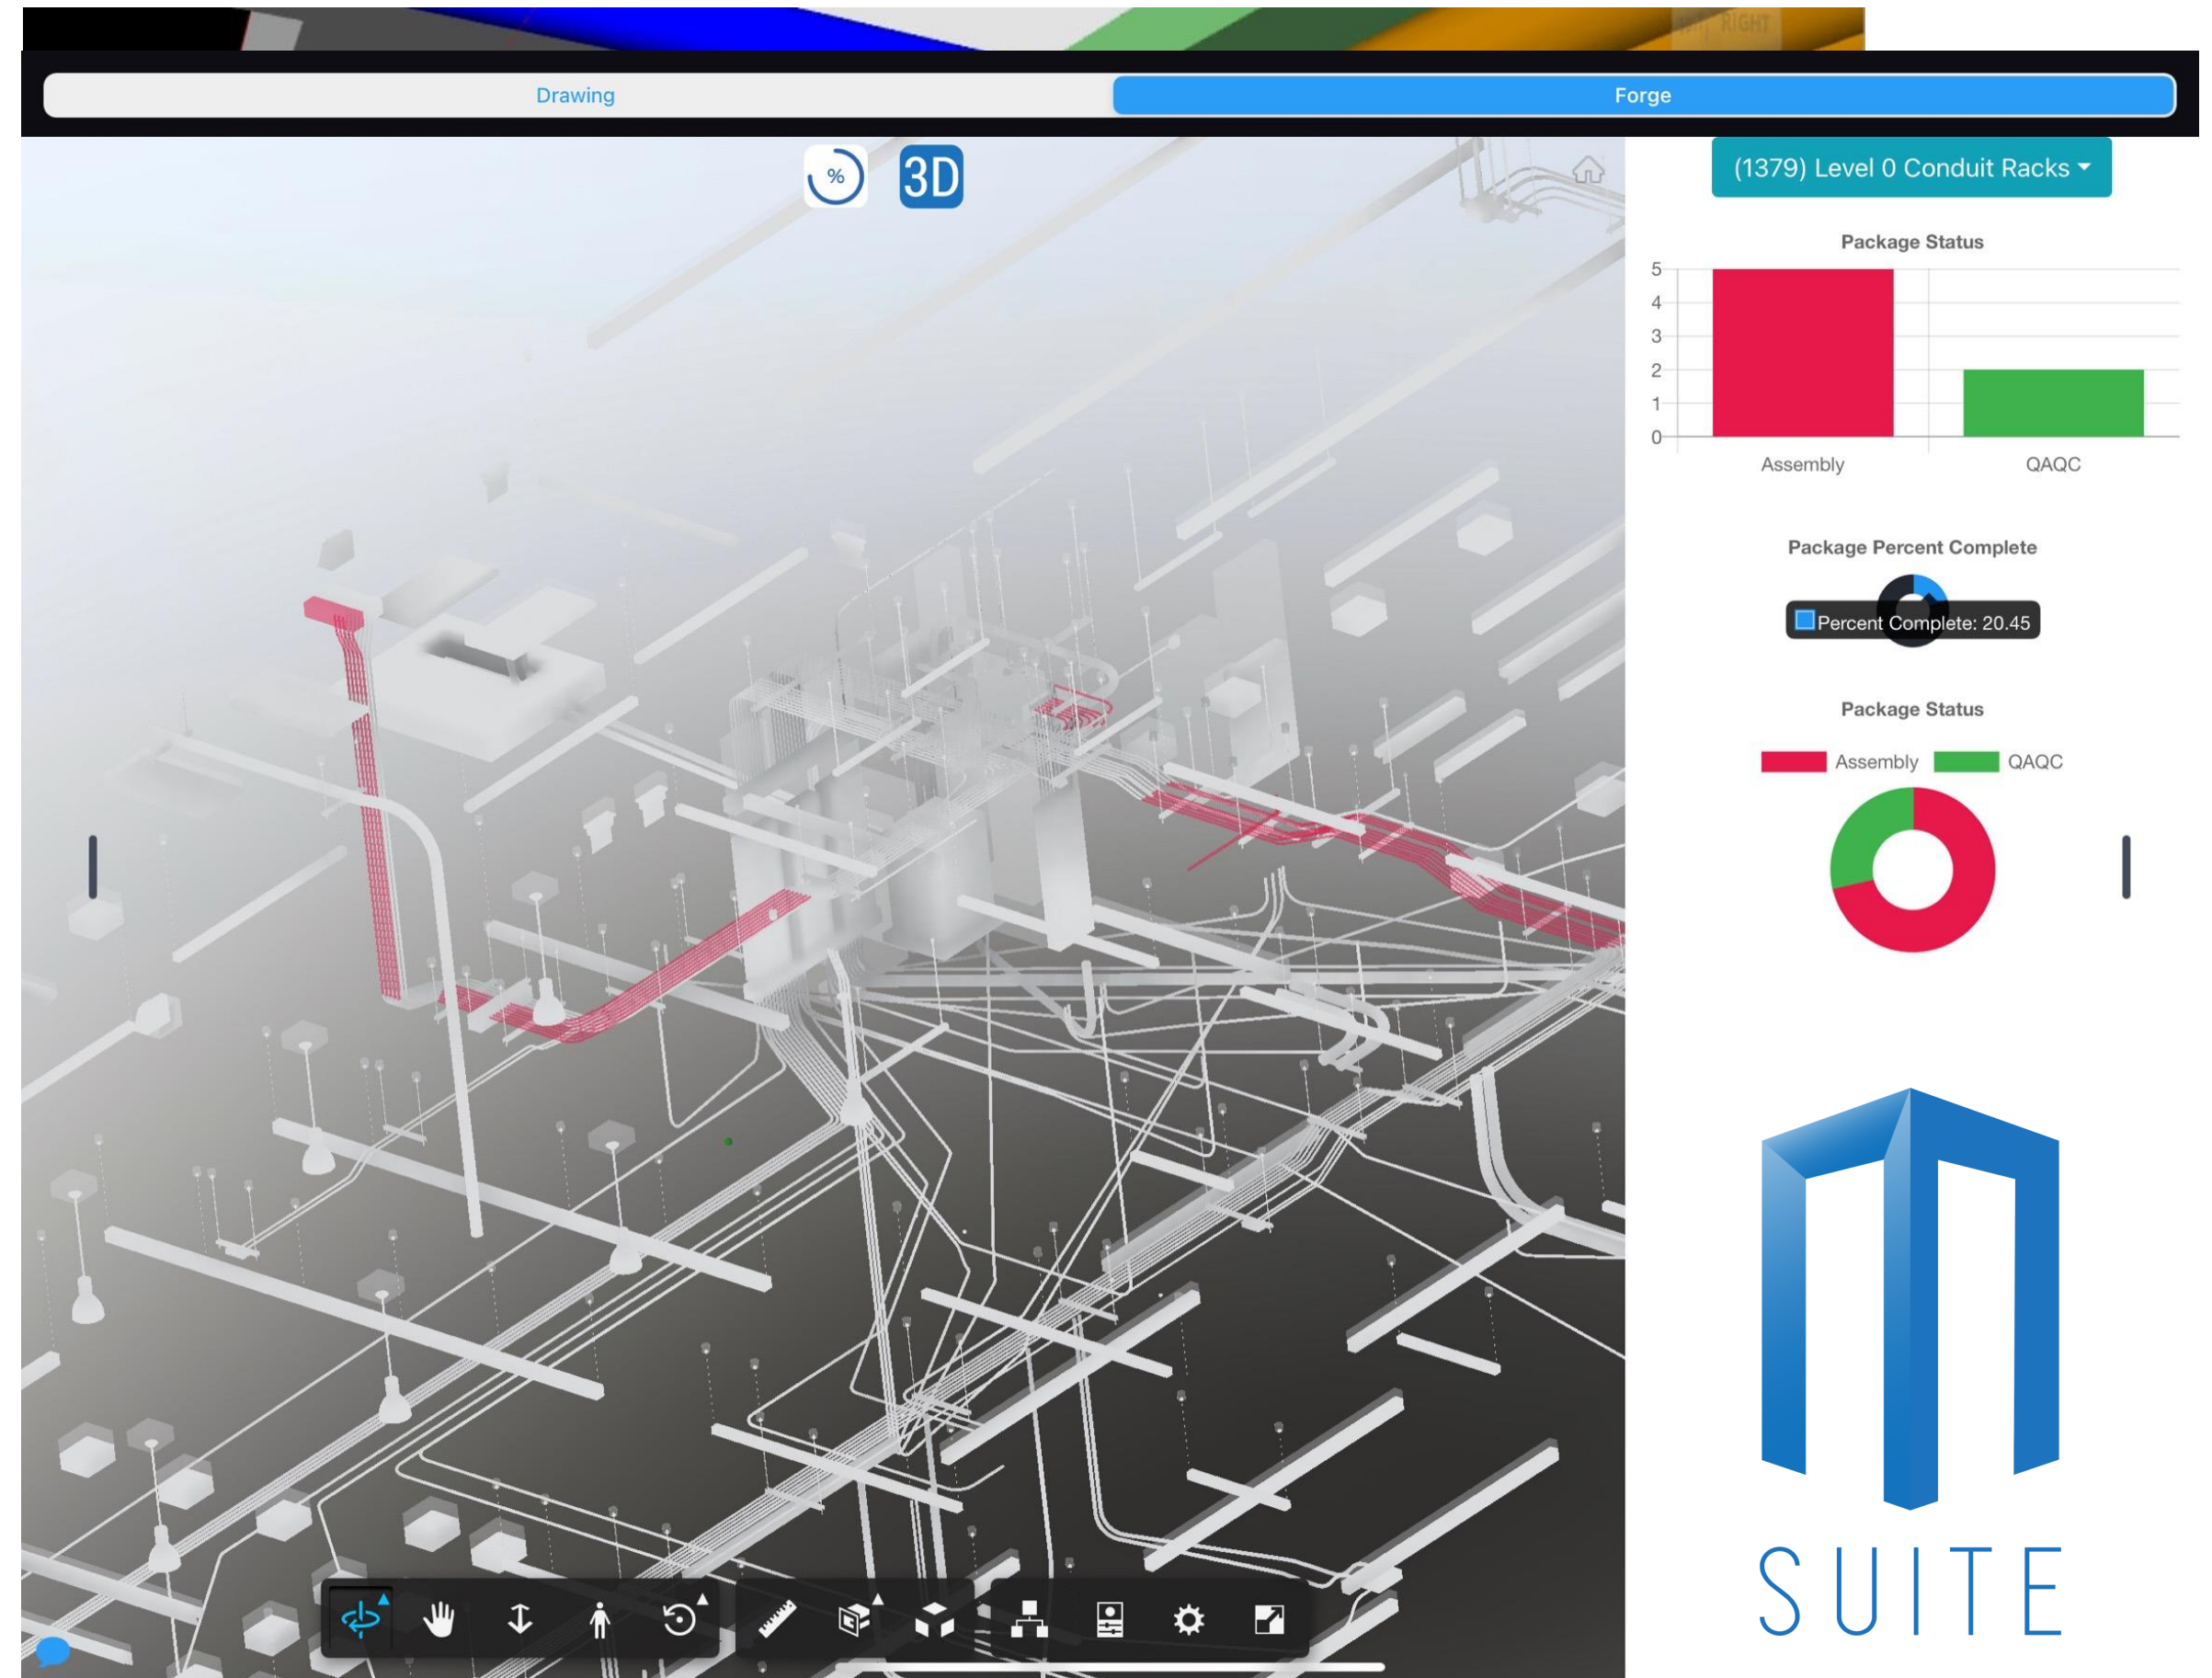 RIGHT
Drawing
Forge
%
3D
(1379) Level 0 Conduit Racks
Package Status
5
4
3
2
1
0
Assembly
QAQC
Package Percent Complete
Percent Complete: 20.45
Package Status
Assembly
QAQC
SUITE